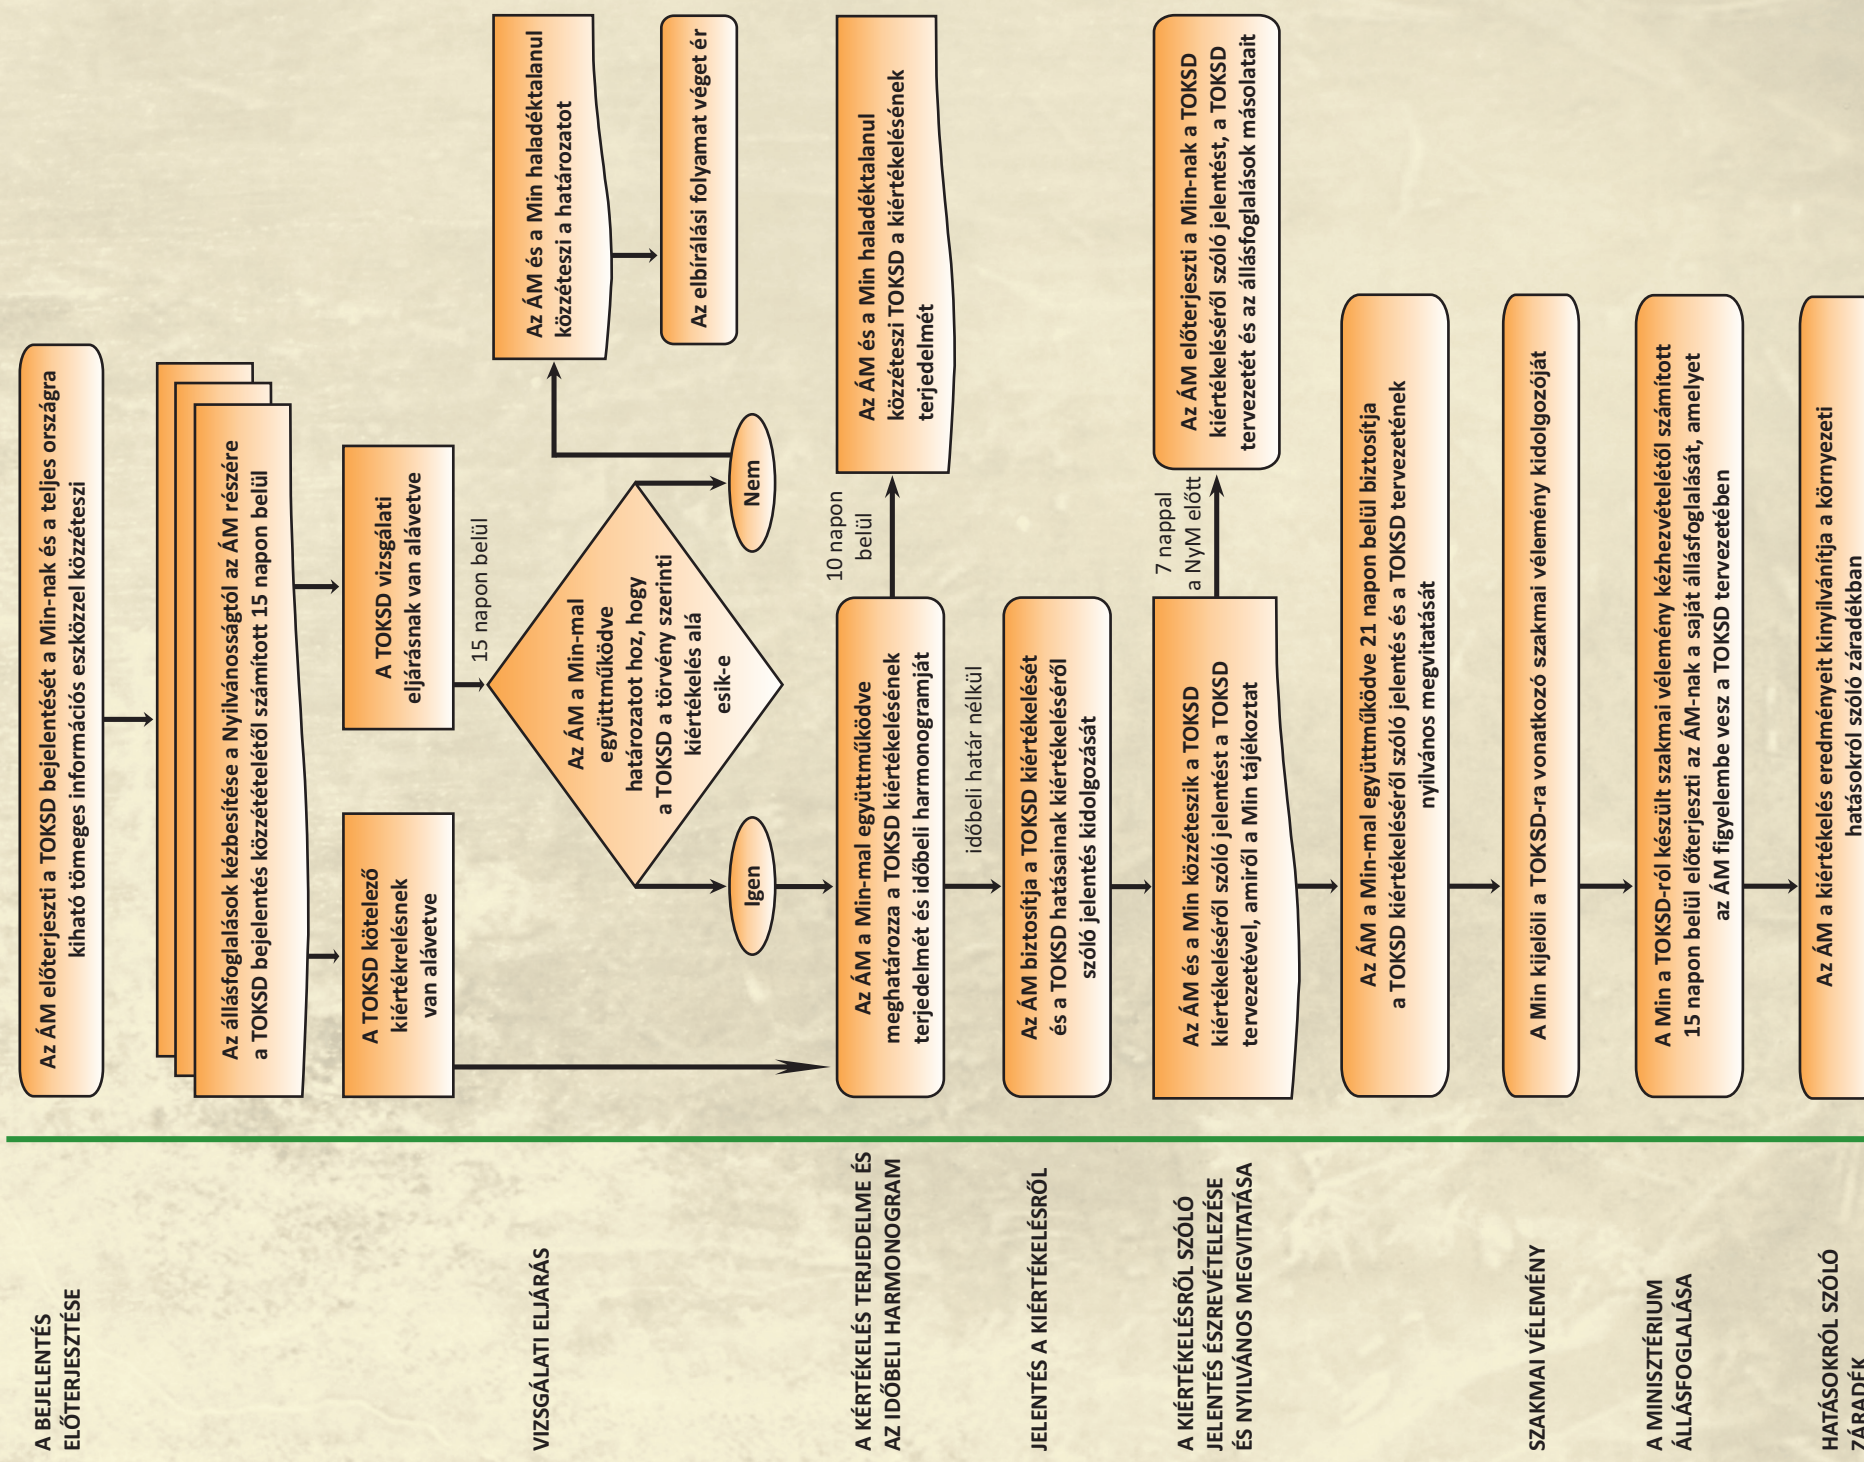 A BEJELENTÉS
ELŐTERJESZTÉSE
Az ÁM előterjeszti a TOKSD bejelentését a Min-nak és a teljes országra
kiható tömeges információs eszközzel közzéteszi
Az állásfoglalások kézbesítése a Nyilvánosságtól az ÁM részére
a TOKSD bejelentés közzétételétől számított 15 napon belül
A TOKSD kötelező
kiértékrelésnek
van alávetve
A TOKSD vizsgálati
eljárásnak van alávetve
15 napon belül
VIZSGÁLATI ELJÁRÁS
Az ÁM a Min-mal
együttműködve
határozatot hoz, hogy
a TOKSD a törvény szerinti
kiértékelés alá
esik-e
Igen
Nem
Az ÁM és a Min haladéktalanul
közzéteszi a határozatot
Az elbírálási folyamat véget ér
A KÉRTÉKELÉS TERJEDELME ÉS
AZ IDŐBELI HARMONOGRAM
Az ÁM a Min-mal együttműködve
meghatározza a TOKSD kiértékelésének
terjedelmét és időbeli harmonogramját
10 napon
belül
Az ÁM és a Min haladéktalanul
közzéteszi TOKSD a kiértékelésének
terjedelmét
időbeli határ nélkül
JELENTÉS A KIÉRTÉKELÉSRŐL
Az ÁM biztosítja a TOKSD kiértékelését
és a TOKSD hatásainak kiértékeléséről
szóló jelentés kidolgozását
A KIÉRTÉKELÉSRŐL SZÓLÓ
JELENTÉS ÉSZREVÉTELEZÉSE
ÉS NYILVÁNOS MEGVITATÁSA
Az ÁM és a Min közzéteszik a TOKSD
kiértékeléséről szóló jelentést a TOKSD
tervezetével, amiről a Min tájékoztat
7 nappal
a NyM előtt
Az ÁM előterjeszti a Min-nak a TOKSD
kiértékeléséről szóló jelentést, a TOKSD
tervezetét és az állásfoglalások másolatait
Az ÁM a Min-mal együttműködve 21 napon belül biztosítja
a TOKSD kiértékeléséről szóló jelentés és a TOKSD tervezetének
nyilvános megvitatását
SZAKMAI VÉLEMÉNY
A Min kijelöli a TOKSD-ra vonatkozó szakmai vélemény kidolgozóját
A MINISZTÉRIUM
ÁLLÁSFOGLALÁSA
A Min a TOKSD-ról készült szakmai vélemény kézhezvételétől számított
15 napon belül előterjeszti az ÁM-nak a saját állásfoglalását, amelyet
az ÁM figyelembe vesz a TOKSD tervezetében
HATÁSOKRÓL SZÓLÓ
ZÁRADÉK
Az ÁM a kiértékelés eredményeit kinyilvánítja a környezeti
hatásokról szóló záradékban